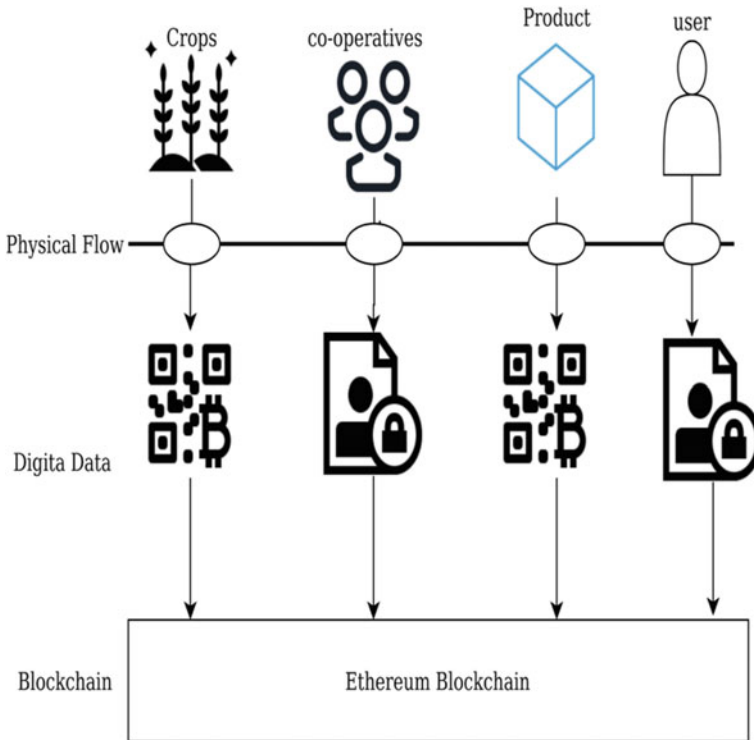 Crops
co-operatives
Product
user
Physical Flow
Digita Data
Blockchain
Ethereum Blockchain